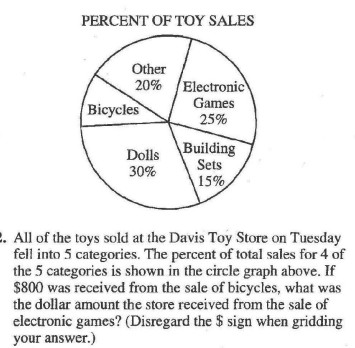 PERCENT OF TOY SALES
Other
20%
Electronic
Games
25%
Bicycles
Building
Sets
15%
Dolls
30%
2. All of the toys sold at the Davis Toy Store on Tuesday
fell into 5 categories. The percent of total sales for 4 of
the 5 categories is shown in the circle graph above. If
$800 was received from the sale of bicycles, what was
the dollar amount the store received from the sale of
electronic games? (Disregard the $ sign when gridding
your answer.)